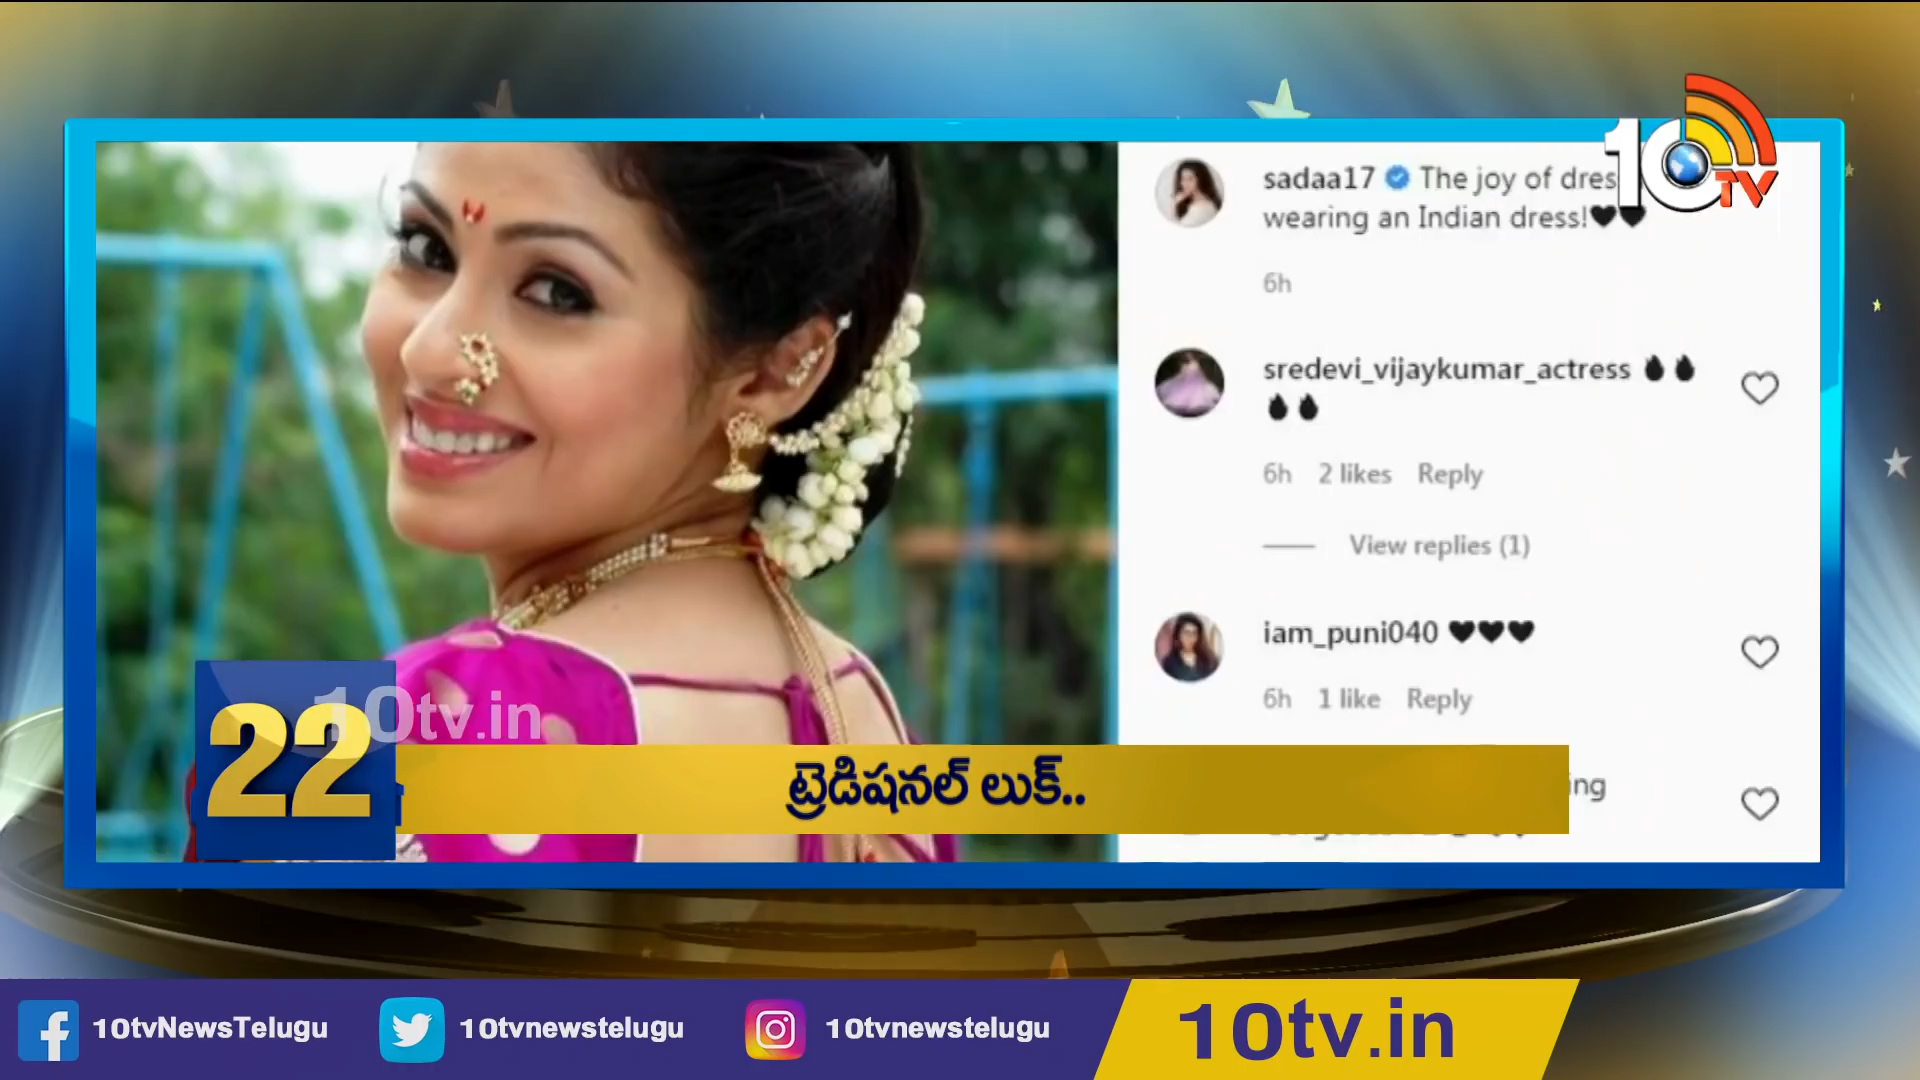 10TV
sadaa17 The joy of dres
wearing an Indian dress!🖤🖤
6h
sredevi_vijaykumar_actress
6h 2 likes Reply
View replies (1)
iam_puni040 🖤🖤🖤
6h 1 like Reply
ing
10tv.in
22
ట్రెడిషనల్ లుక్..
10tvNewsTelugu 10tvnewstelugu 10tvnewstelugu 10tv.in